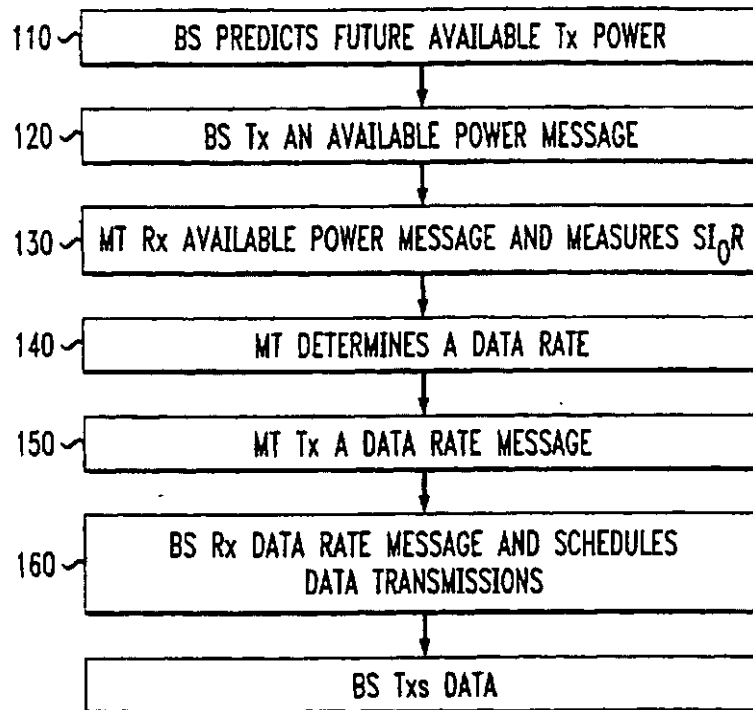 110 BS PREDICTS FUTURE AVAILABLE Tx POWER
120 BS Tx AN AVAILABLE POWER MESSAGE
130 MT Rx AVAILABLE POWER MESSAGE AND MEASURES SI₀R
140 MT DETERMINES A DATA RATE
150 MT Tx A DATA RATE MESSAGE
160 BS Rx DATA RATE MESSAGE AND SCHEDULES
DATA TRANSMISSIONS
BS Txs DATA